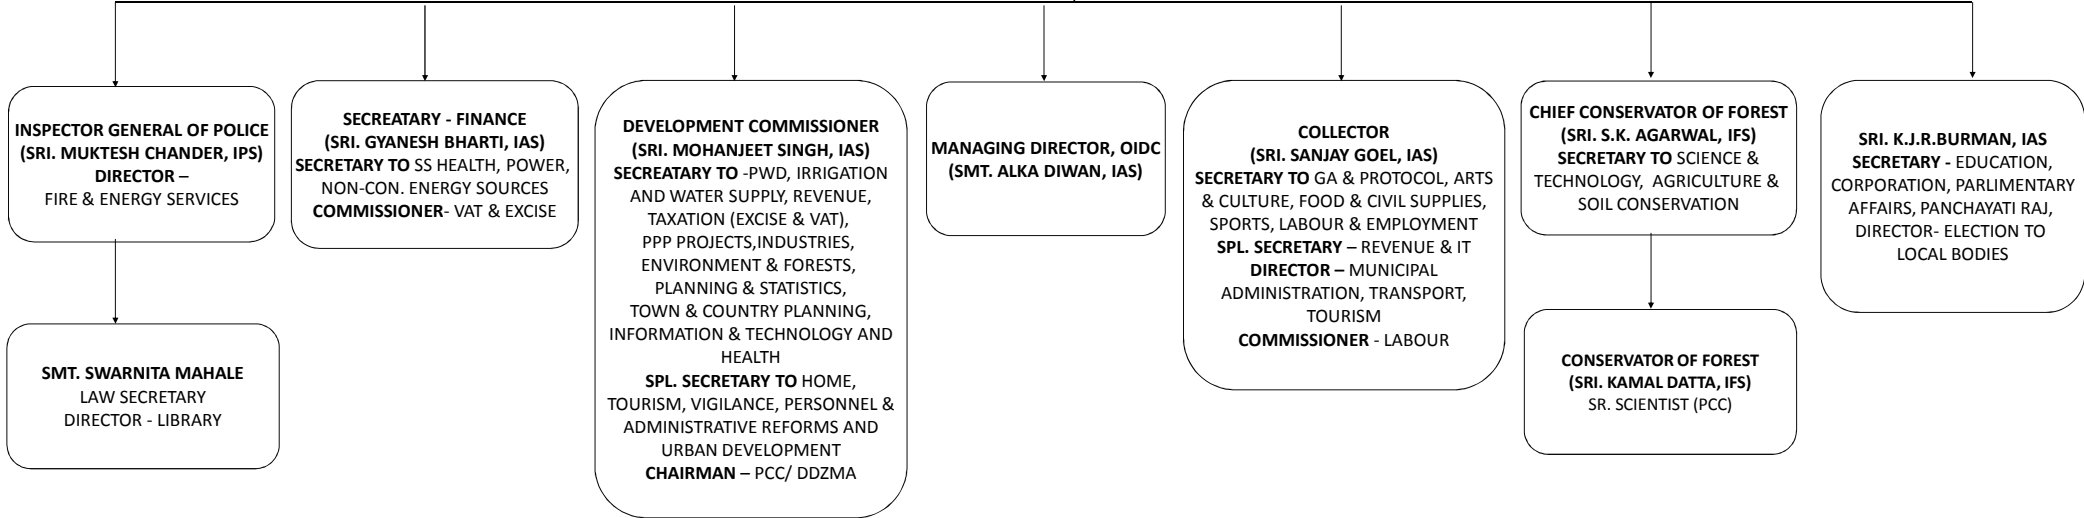 INSPECTOR GENERAL OF POLICE
(SRI. MUKTESH CHANDER, IPS)
DIRECTOR –
FIRE & ENERGY SERVICES
SMT. SWARNITA MAHALE
LAW SECRETARY
DIRECTOR - LIBRARY
SECREATARY - FINANCE
(SRI. GYANESH BHARTI, IAS)
SECRETARY TO SS HEALTH, POWER,
NON-CON. ENERGY SOURCES
COMMISSIONER- VAT & EXCISE
DEVELOPMENT COMMISSIONER
(SRI. MOHANJEET SINGH, IAS)
SECREATARY TO -PWD, IRRIGATION
AND WATER SUPPLY, REVENUE,
TAXATION (EXCISE & VAT),
PPP PROJECTS,INDUSTRIES,
ENVIRONMENT & FORESTS,
PLANNING & STATISTICS,
TOWN & COUNTRY PLANNING,
INFORMATION & TECHNOLOGY AND
HEALTH
SPL. SECRETARY TO HOME,
TOURISM, VIGILANCE, PERSONNEL &
ADMINISTRATIVE REFORMS AND
URBAN DEVELOPMENT
CHAIRMAN – PCC/ DDZMA
MANAGING DIRECTOR, OIDC
(SMT. ALKA DIWAN, IAS)
COLLECTOR
(SRI. SANJAY GOEL, IAS)
SECRETARY TO GA & PROTOCOL, ARTS
& CULTURE, FOOD & CIVIL SUPPLIES,
SPORTS, LABOUR & EMPLOYMENT
SPL. SECRETARY – REVENUE & IT
DIRECTOR – MUNICIPAL
ADMINISTRATION, TRANSPORT,
TOURISM
COMMISSIONER - LABOUR
CHIEF CONSERVATOR OF FOREST
(SRI. S.K. AGARWAL, IFS)
SECRETARY TO SCIENCE &
TECHNOLOGY, AGRICULTURE &
SOIL CONSERVATION
CONSERVATOR OF FOREST
(SRI. KAMAL DATTA, IFS)
SR. SCIENTIST (PCC)
SRI. K.J.R.BURMAN, IAS
SECRETARY - EDUCATION,
CORPORATION, PARLIMENTARY
AFFAIRS, PANCHAYATI RAJ,
DIRECTOR- ELECTION TO
LOCAL BODIES